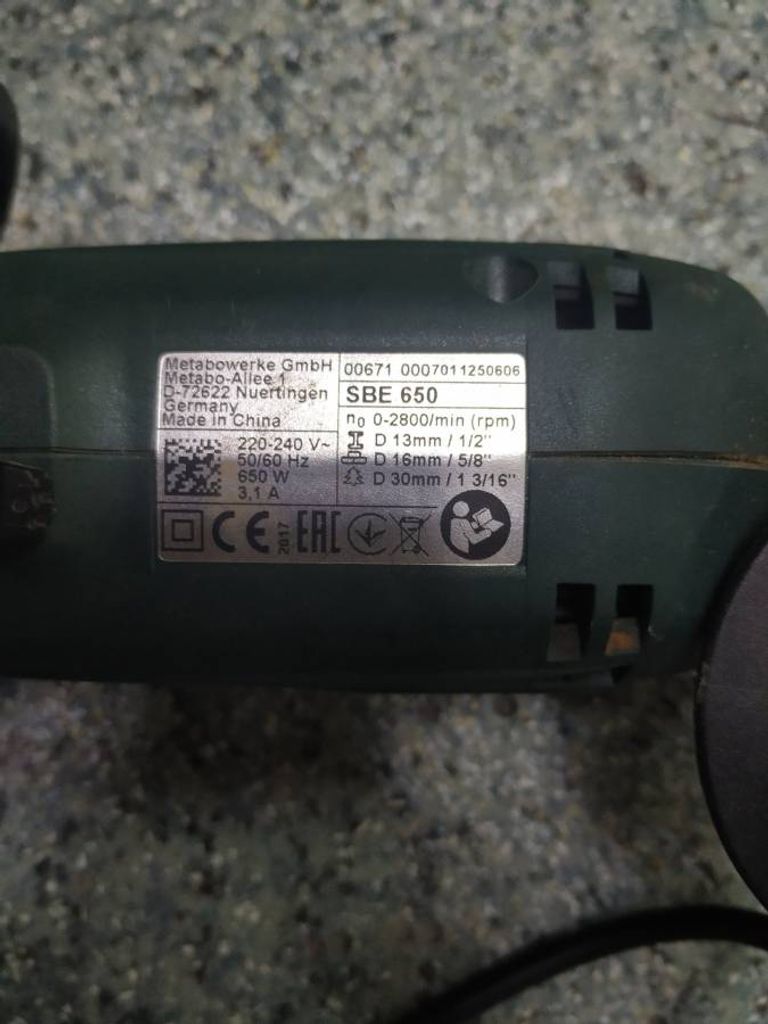 Metabowerke GmbH
Metabo-Allee 1
D-72622 Nuertingen
Germany
Made in China
220-240 V~
50/60 Hz
650 W
3,1 A
00671 0007011250606
SBE 650
n0 0-2800/min (rpm)
D 13mm / 1/2"
D 16mm / 5/8"
D 30mm / 1 3/16"
CE 2017 EAC